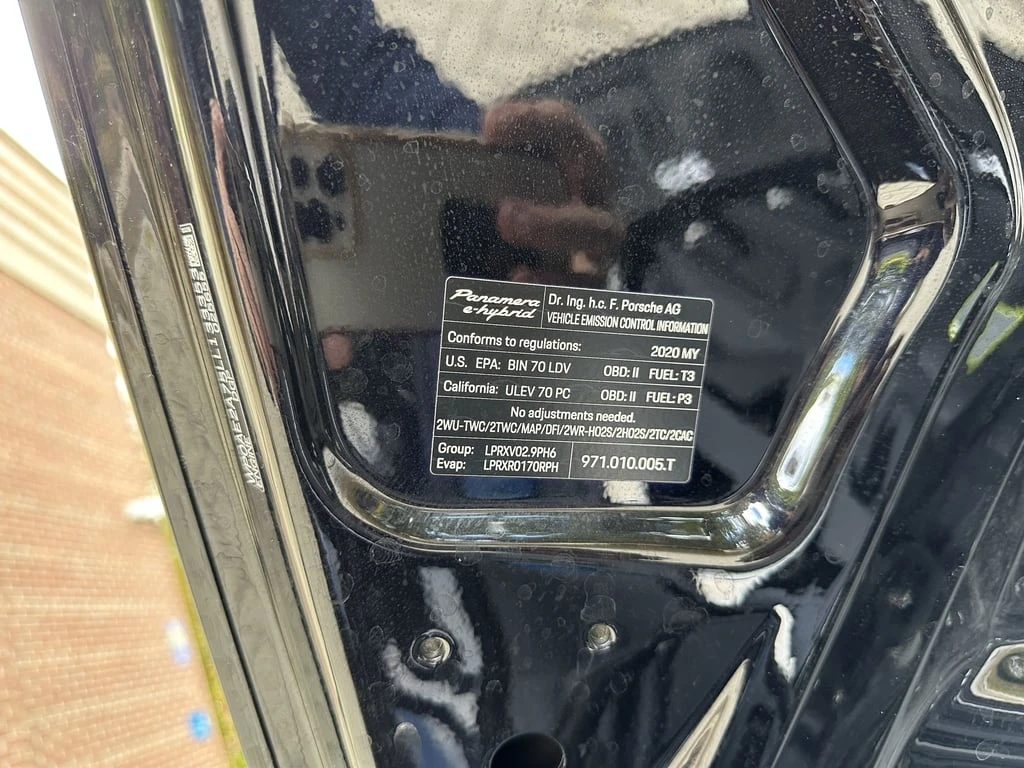 Panamera
e-hybrid
Dr. Ing. h.c. F. Porsche AG
VEHICLE EMISSION CONTROL INFORMATION
Conforms to regulations: 2020 MY
U.S. EPA: BIN 70 LDV OBD: II FUEL: T3
California: ULEV 70 PC OBD: II FUEL: P3
No adjustments needed.
2WU-TWC/2TWC/MAP/DFI/2WR-HO2S/2HO2S/2TC/2CAC
Group: LPRXV02.9PH6
Evap: LPRXR0170RPH
971.010.005.T